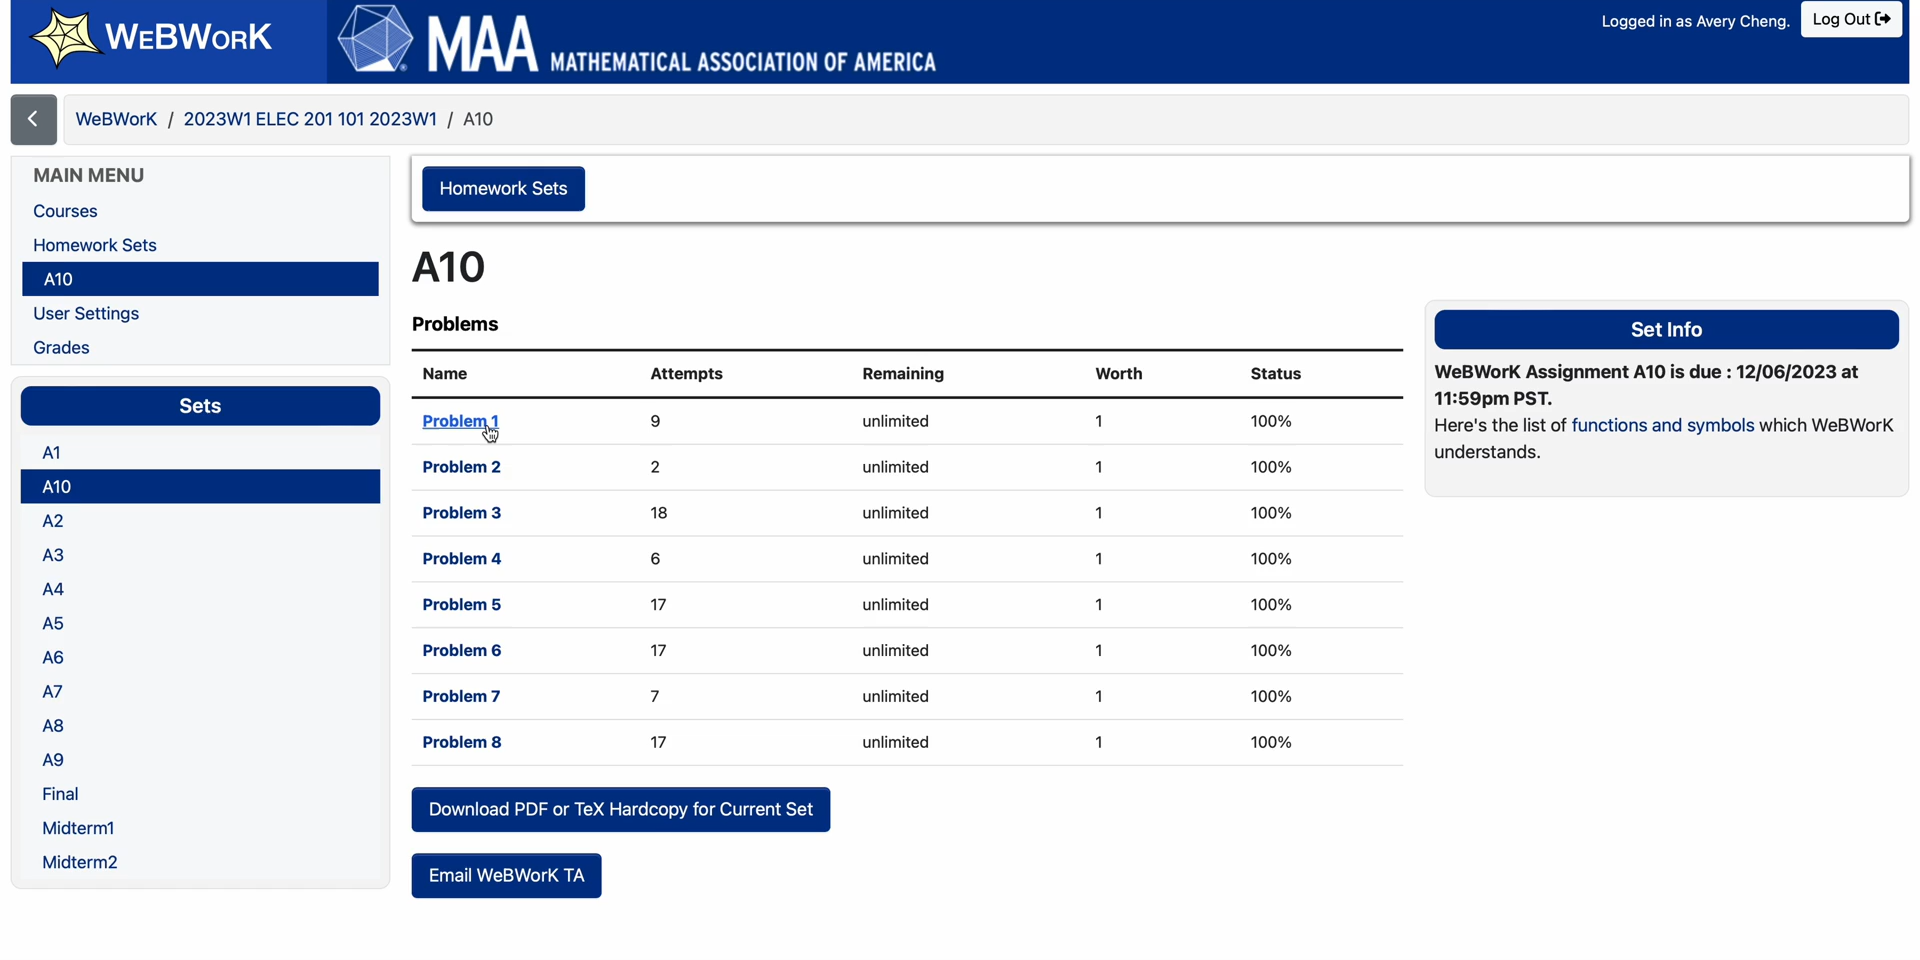 WeBWorK
MAA MATHEMATICAL ASSOCIATION OF AMERICA
Logged in as Avery Cheng.
Log Out
WeBWorK / 2023W1 ELEC 201 101 2023W1 / A10
MAIN MENU
Courses
Homework Sets
A10
User Settings
Grades
Sets
A1
A10
A2
A3
A4
A5
A6
A7
A8
A9
Final
Midterm1
Midterm2
Homework Sets
A10
Problems
Name Attempts Remaining Worth Status
Problem 1 9 unlimited 1 100%
Problem 2 2 unlimited 1 100%
Problem 3 18 unlimited 1 100%
Problem 4 6 unlimited 1 100%
Problem 5 17 unlimited 1 100%
Problem 6 17 unlimited 1 100%
Problem 7 7 unlimited 1 100%
Problem 8 17 unlimited 1 100%
Download PDF or TeX Hardcopy for Current Set
Email WeBWorK TA
Set Info
WeBWorK Assignment A10 is due : 12/06/2023 at
11:59pm PST.
Here's the list of functions and symbols which WeBWorK
understands.